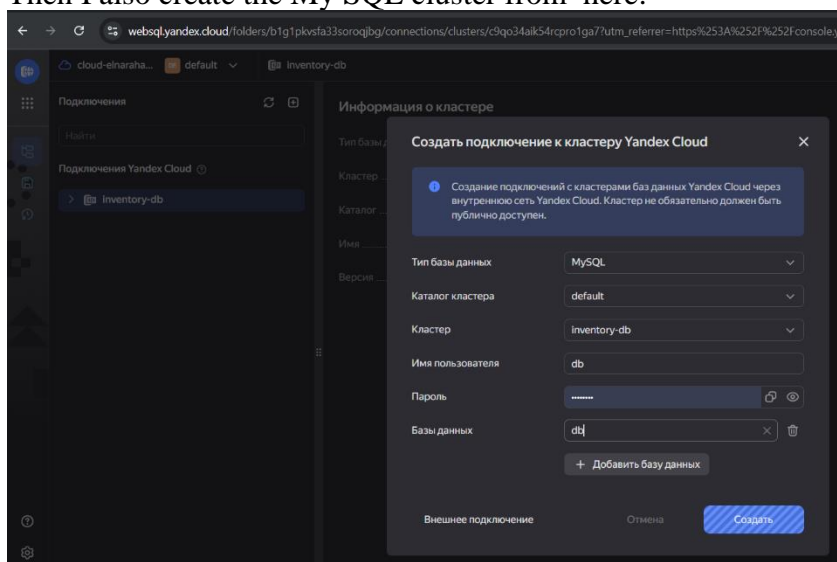 Then I also create the My SQL cluster from here:
websql.yandex.cloud/folders/b1g1pkvsfa33soroqjbg/connections/clusters/c9qo34aik54rcpro1ga7?utm_referrer=https%253A%252F%252Fconsole.y
cloud-elnaraha... default Inventory-db
Подключения
Информация о кластере
Найти
Тип базы д
Подключения Yandex Cloud
Кластер
Inventory-db
Каталог
Имя
Версия
Создать подключение к кластеру Yandex Cloud
Создание подключений с кластерами баз данных Yandex Cloud через
внутреннюю сеть Yandex Cloud. Кластер не обязательно должен быть
публично доступен.
Тип базы данных MySQL
Каталог кластера default
Кластер inventory-db
Имя пользователя db
Пароль ••••••••
Базы данных db
+ Добавить базу данных
Внешнее подключение Отмена Создать